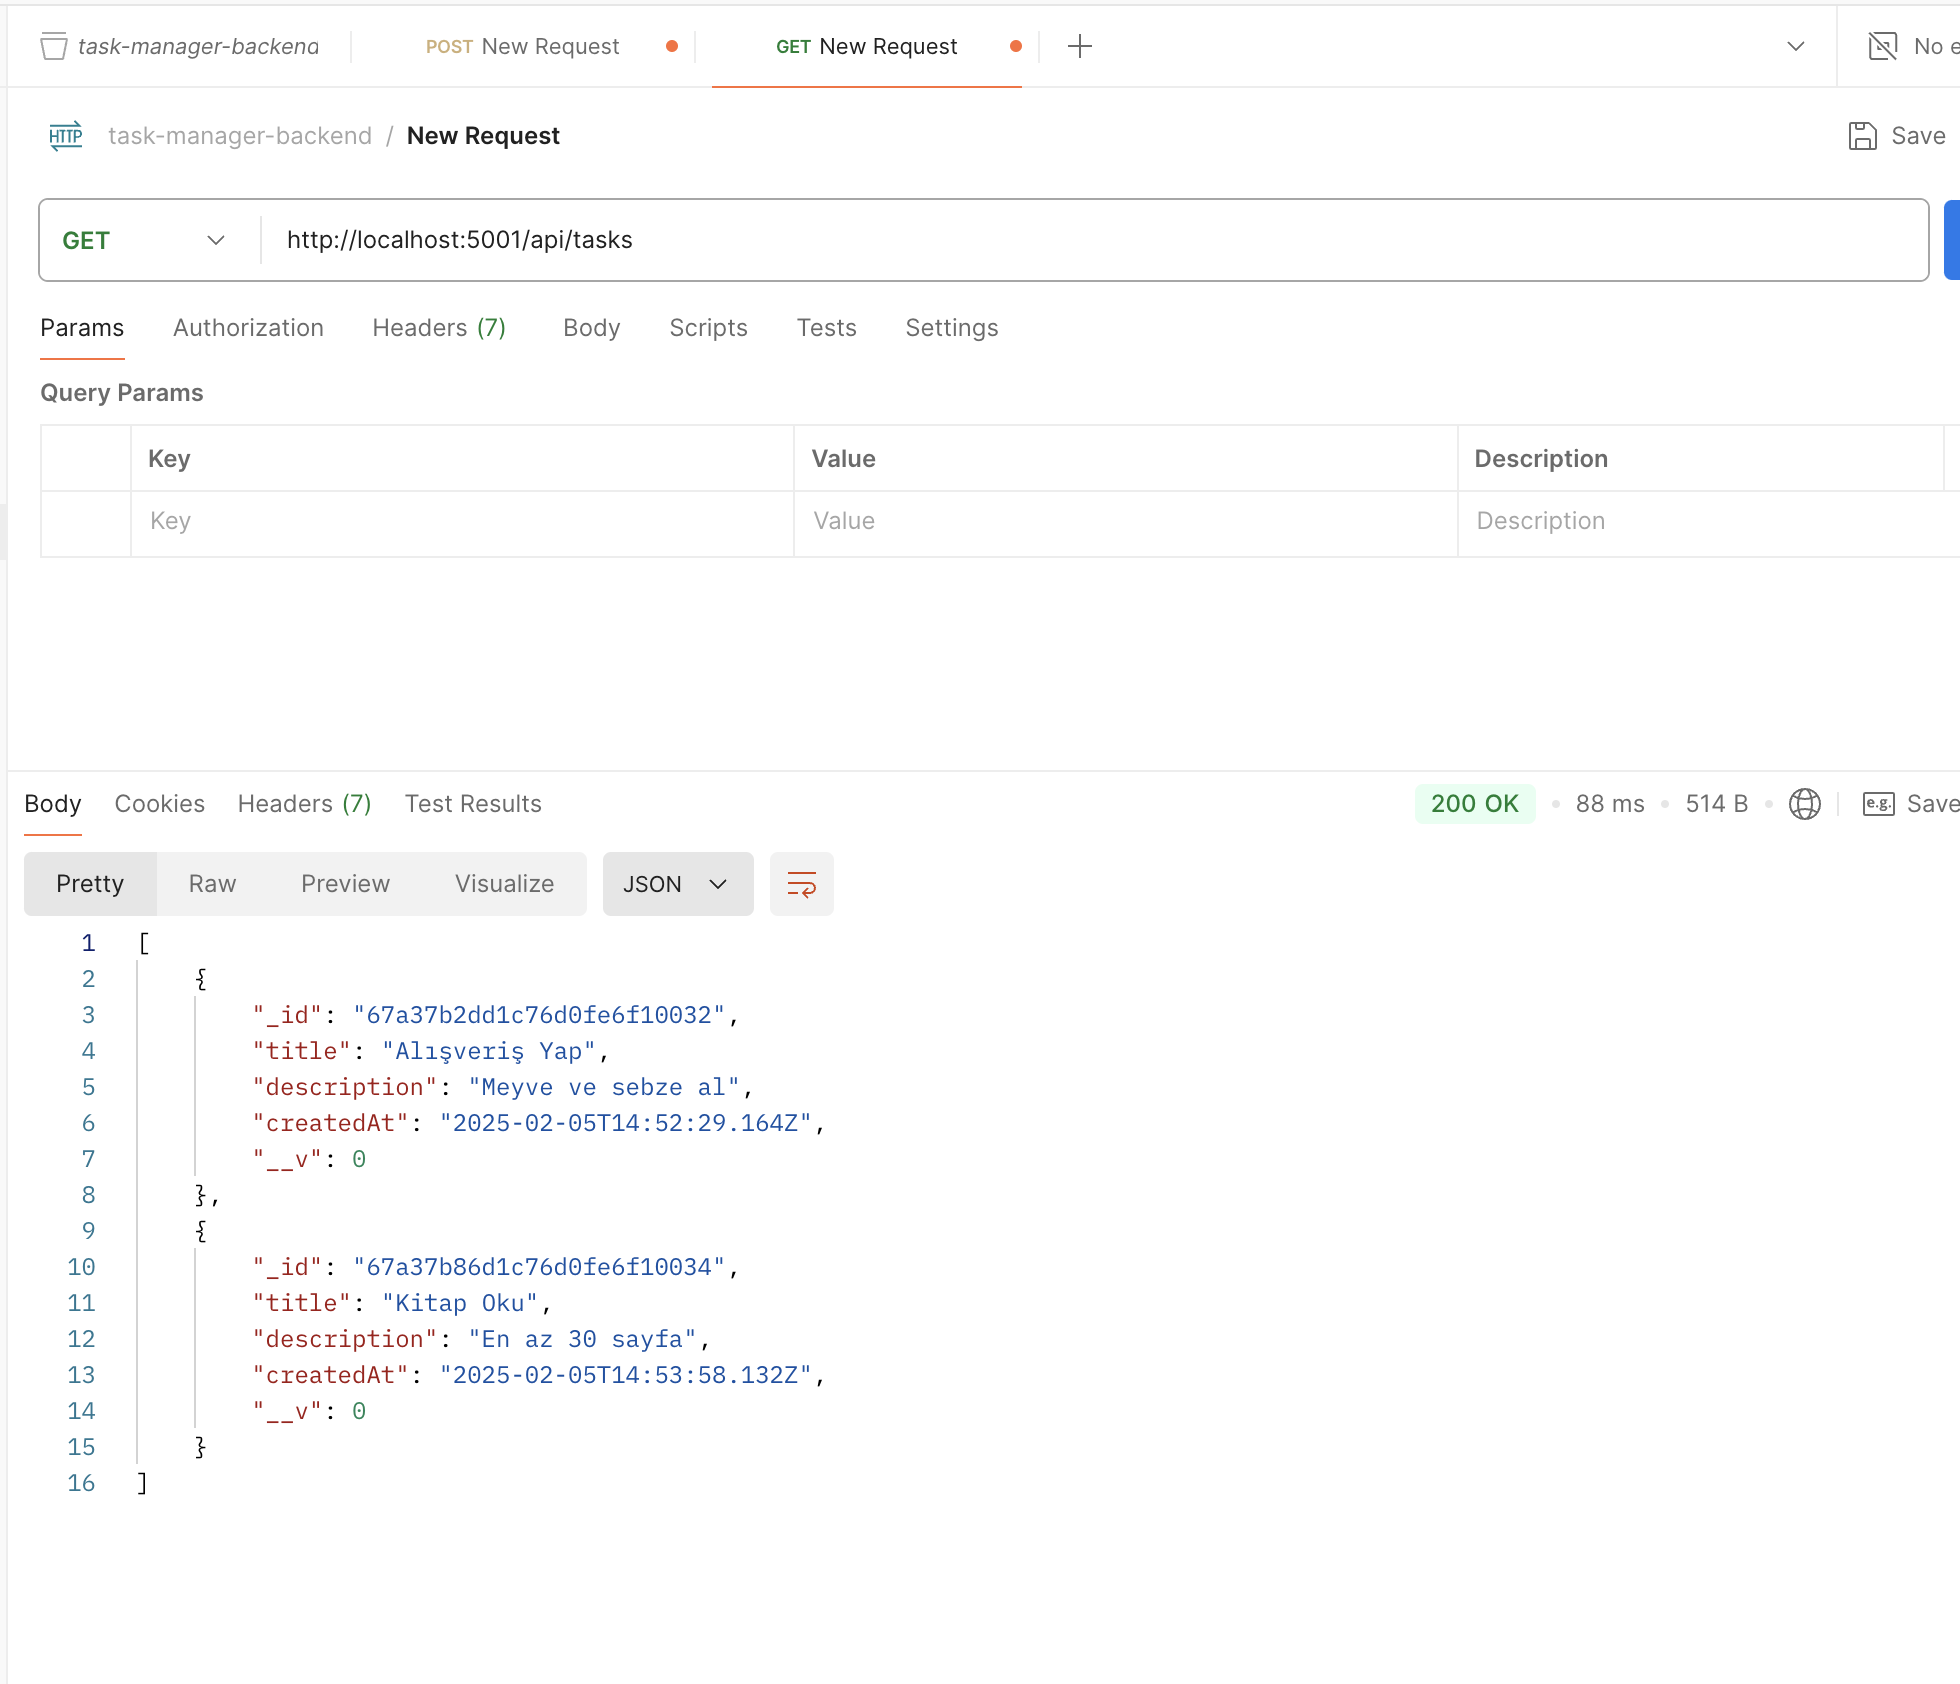 task-manager-backend POST New Request GET New Request No e
HTTP task-manager-backend / New Request Save
GET http://localhost:5001/api/tasks
Params Authorization Headers (7) Body Scripts Tests Settings
Query Params
Key Value Description
Key Value Description
Body Cookies Headers (7) Test Results 200 OK 88 ms 514 B e.g. Save
Pretty Raw Preview Visualize JSON
1 [
2 {
3 "_id": "67a37b2dd1c76d0fe6f10032",
4 "title": "Alışveriş Yap",
5 "description": "Meyve ve sebze al",
6 "createdAt": "2025-02-05T14:52:29.164Z",
7 "__v": 0
8 },
9 {
10 "_id": "67a37b86d1c76d0fe6f10034",
11 "title": "Kitap Oku",
12 "description": "En az 30 sayfa",
13 "createdAt": "2025-02-05T14:53:58.132Z",
14 "__v": 0
15 }
16 ]